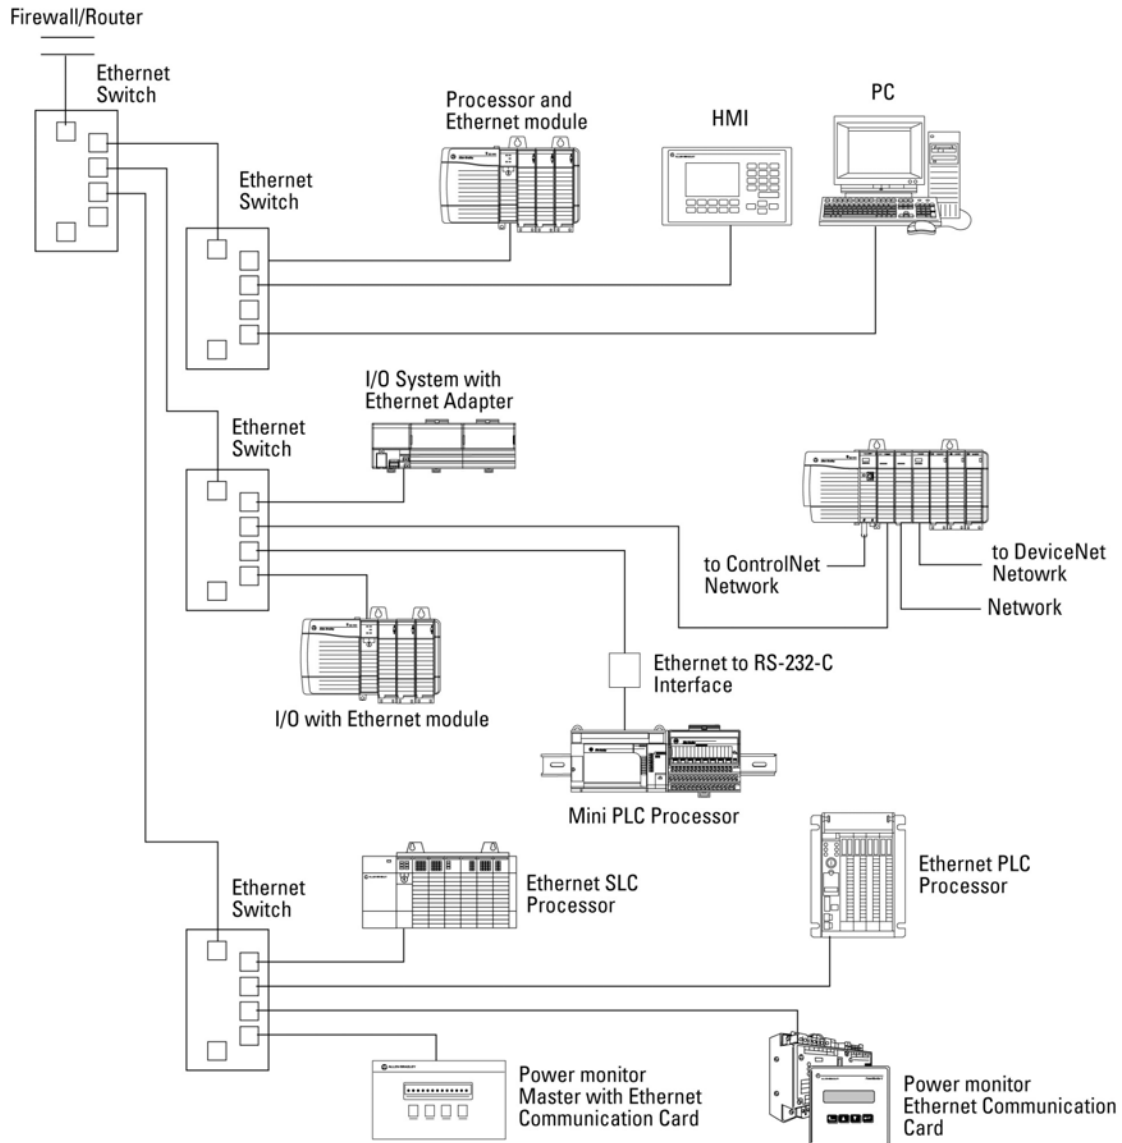 Firewall/Router
Ethernet
Switch
Processor and
Ethernet module
HMI
PC
Ethernet
Switch
I/O System with
Ethernet Adapter
Ethernet
Switch
to ControlNet
Network
to DeviceNet
Netowrk
Network
I/O with Ethernet module
Ethernet to RS-232-C
Interface
Mini PLC Processor
Ethernet
Switch
Ethernet SLC
Processor
Ethernet PLC
Processor
Power monitor
Master with Ethernet
Communication Card
Power monitor
Ethernet Communication
Card